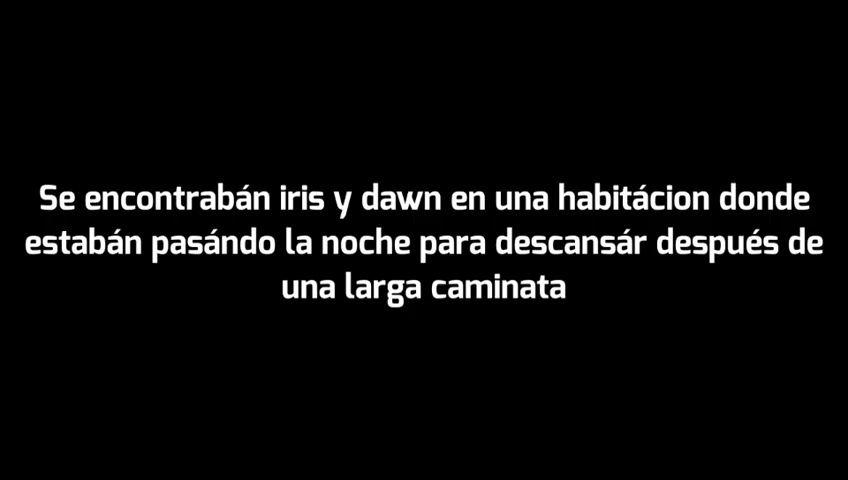 Se encontrabán iris y dawn en una habitácion donde
estabán pasándo la noche para descansár después de
una larga caminata